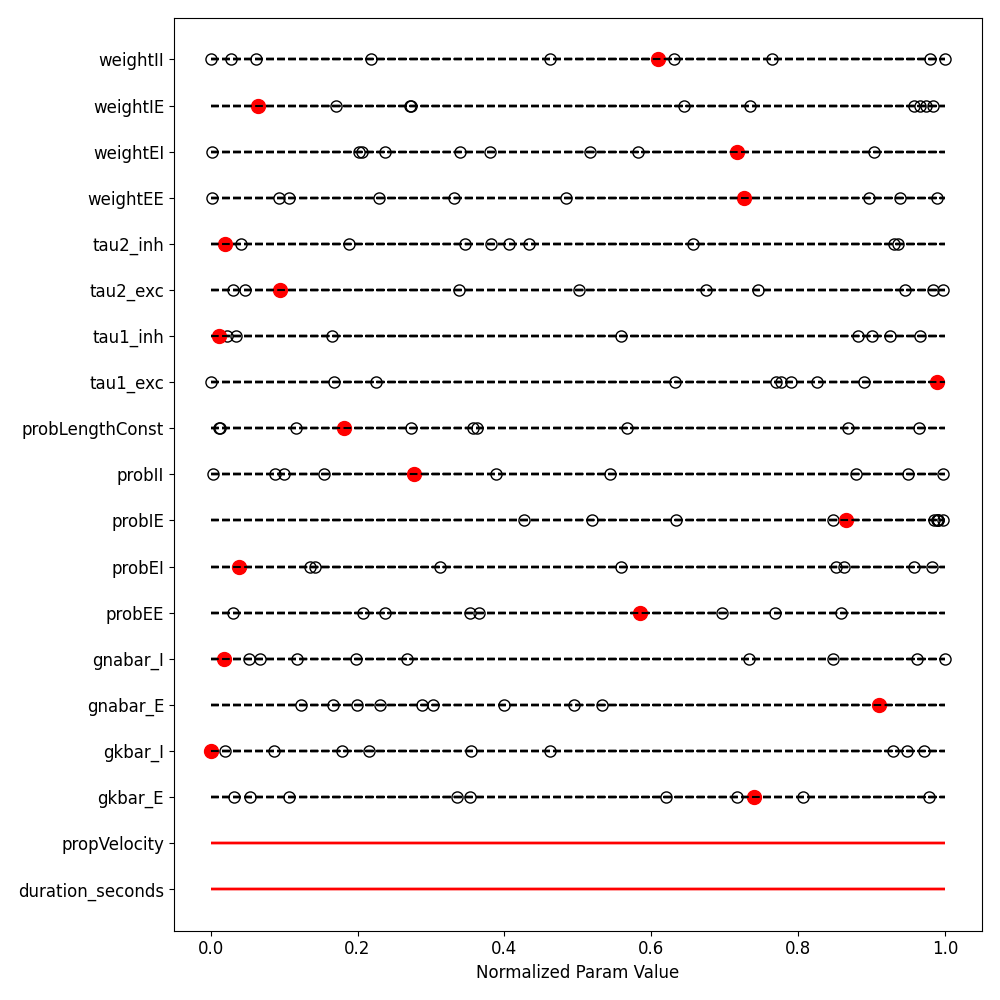 weightII
weightIE
weightEI
weightEE
tau2_inh
tau2_exc
tau1_inh
tau1_exc
probLengthConst
probII
probIE
probEI
probEE
gnabar_I
gnabar_E
gkbar_I
gkbar_E
propVelocity
duration_seconds
0.0 0.2 0.4 0.6 0.8 1.0
Normalized Param Value